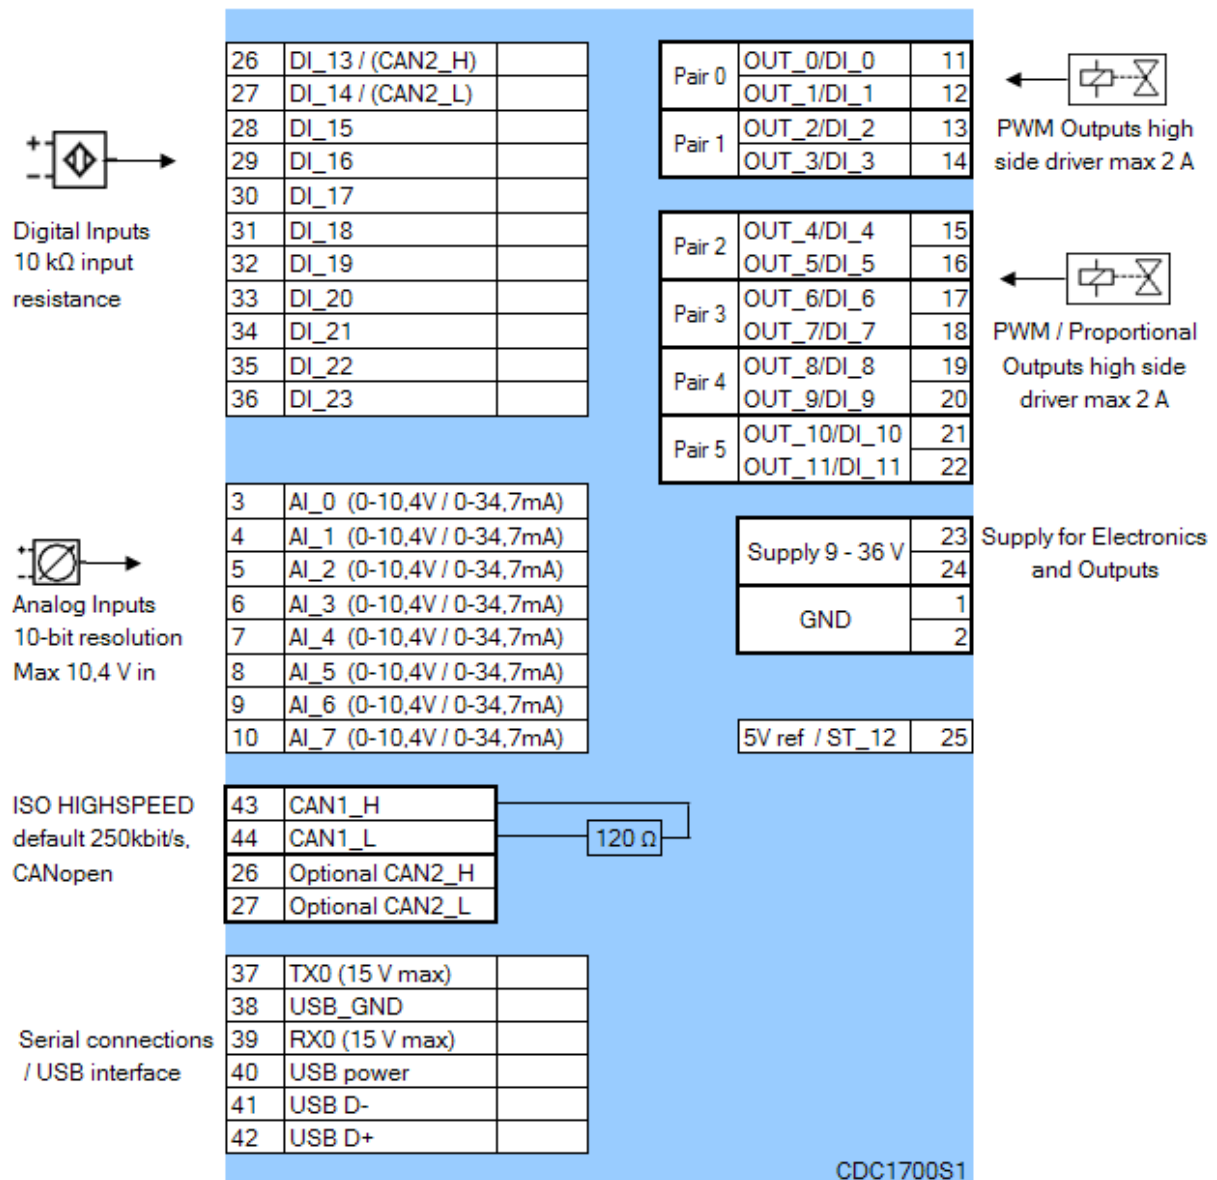 26 DI_13 / (CAN2_H)
27 DI_14 / (CAN2_L)
28 DI_15
29 DI_16
30 DI_17
31 DI_18
32 DI_19
33 DI_20
34 DI_21
35 DI_22
36 DI_23
Digital Inputs
10 kΩ input
resistance
Pair 0
OUT_0/DI_0 11
OUT_1/DI_1 12
Pair 1
OUT_2/DI_2 13
OUT_3/DI_3 14
PWM Outputs high
side driver max 2 A
Pair 2
OUT_4/DI_4 15
OUT_5/DI_5 16
Pair 3
OUT_6/DI_6 17
OUT_7/DI_7 18
Pair 4
OUT_8/DI_8 19
OUT_9/DI_9 20
Pair 5
OUT_10/DI_10 21
OUT_11/DI_11 22
PWM / Proportional
Outputs high side
driver max 2 A
3 AI_0 (0-10,4V / 0-34,7mA)
4 AI_1 (0-10,4V / 0-34,7mA)
5 AI_2 (0-10,4V / 0-34,7mA)
6 AI_3 (0-10,4V / 0-34,7mA)
7 AI_4 (0-10,4V / 0-34,7mA)
8 AI_5 (0-10,4V / 0-34,7mA)
9 AI_6 (0-10,4V / 0-34,7mA)
10 AI_7 (0-10,4V / 0-34,7mA)
Analog Inputs
10-bit resolution
Max 10,4 V in
Supply 9 - 36 V
23
24
GND
1
2
Supply for Electronics
and Outputs
5V ref / ST_12 25
ISO HIGHSPEED
default 250kbit/s,
CANopen
43 CAN1_H
44 CAN1_L
26 Optional CAN2_H
27 Optional CAN2_L
120 Ω
Serial connections
/ USB interface
37 TX0 (15 V max)
38 USB_GND
39 RX0 (15 V max)
40 USB power
41 USB D-
42 USB D+
CDC1700S1